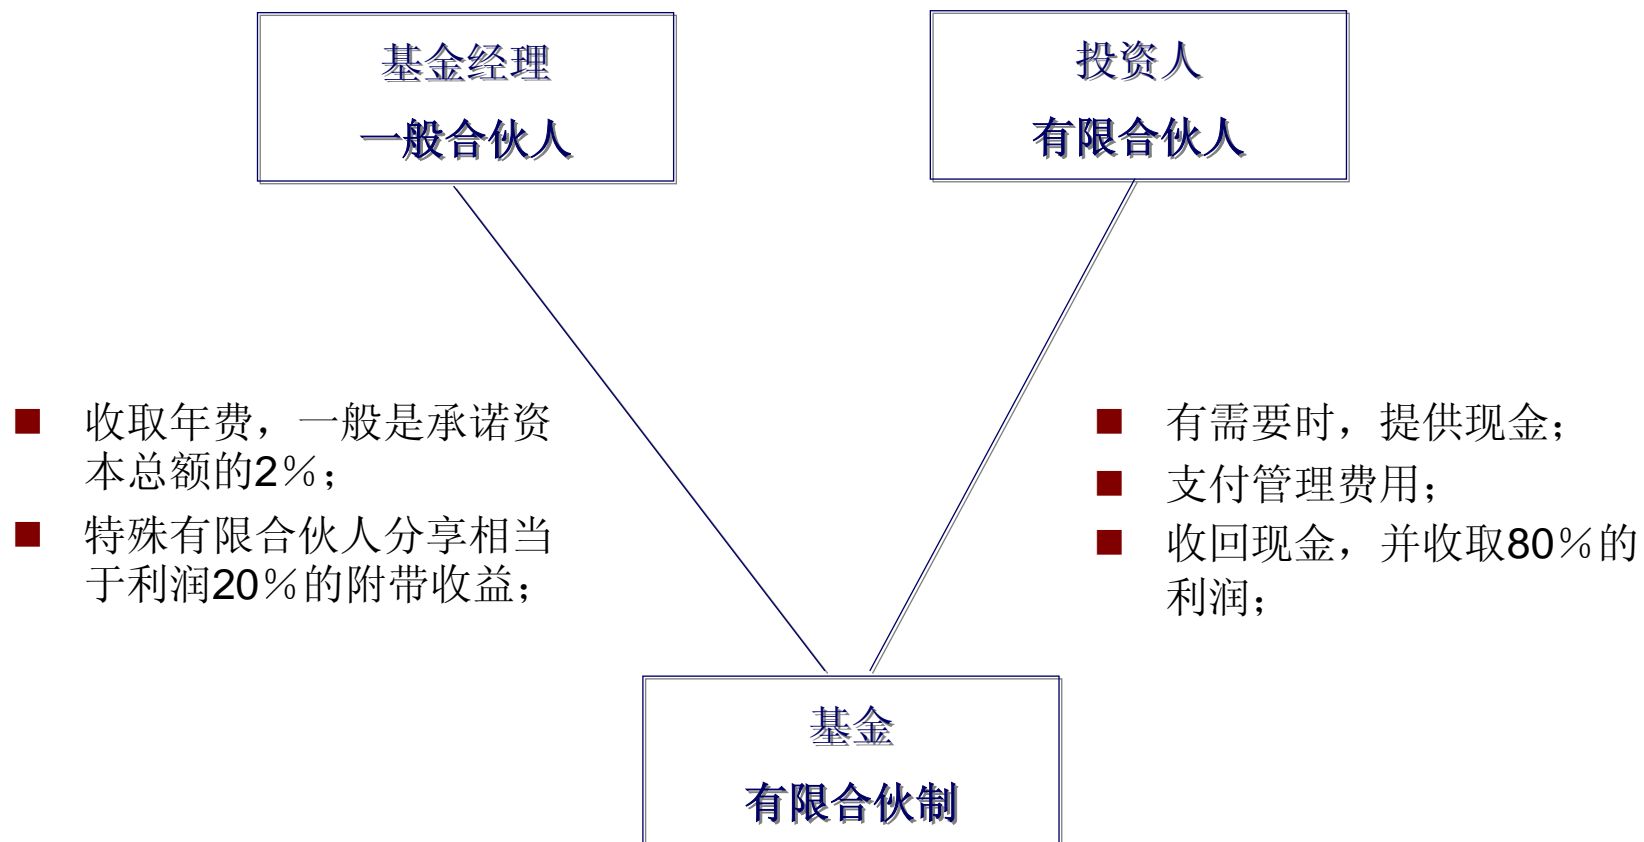 基金经理
一般合伙人
投资人
有限合伙人
收取年费，一般是承诺资
本总额的2％；
特殊有限合伙人分享相当
于利润20％的附带收益；
有需要时，提供现金；
支付管理费用；
收回现金，并收取80％的
利润；
基金
有限合伙制